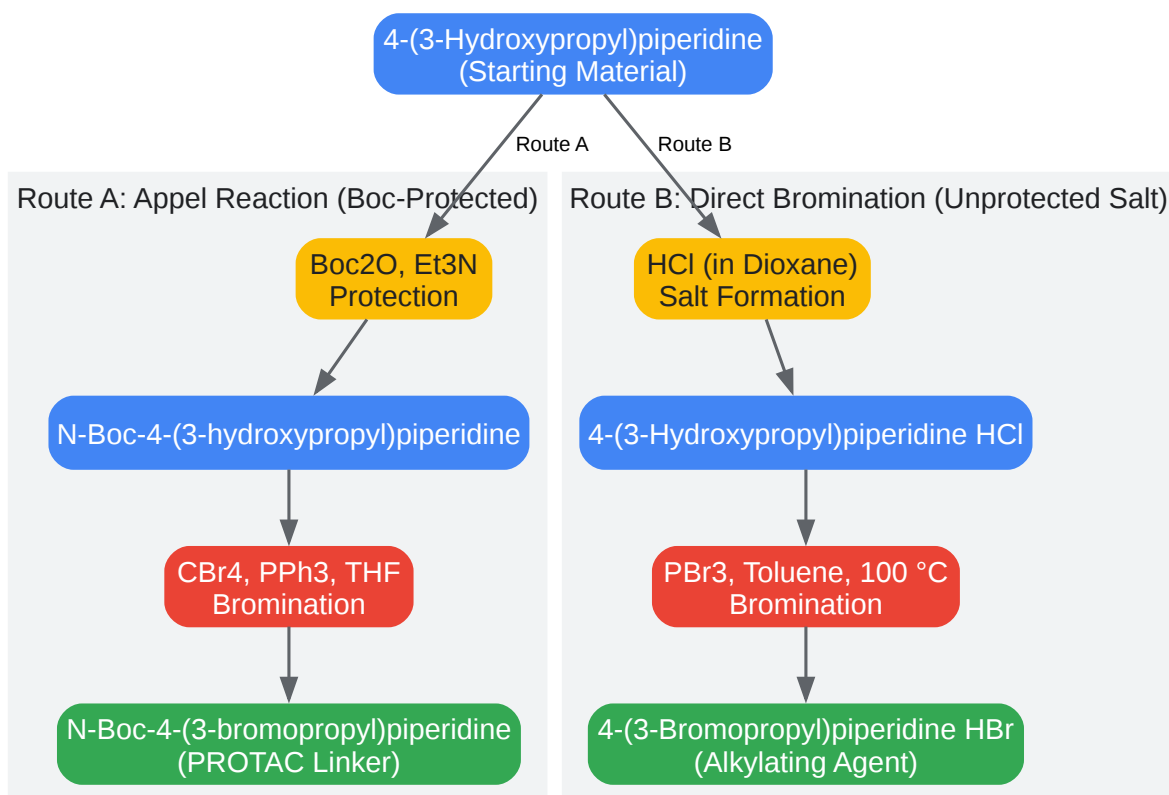 4-(3-Hydroxypropyl)piperidine
(Starting Material)
Route A
Route B
Route A: Appel Reaction (Boc-Protected)
Boc2O, Et3N
Protection
N-Boc-4-(3-hydroxypropyl)piperidine
CBr4, PPh3, THF
Bromination
N-Boc-4-(3-bromopropyl)piperidine
(PROTAC Linker)
Route B: Direct Bromination (Unprotected Salt)
HCl (in Dioxane)
Salt Formation
4-(3-Hydroxypropyl)piperidine HCl
PBr3, Toluene, 100 °C
Bromination
4-(3-Bromopropyl)piperidine HBr
(Alkylating Agent)